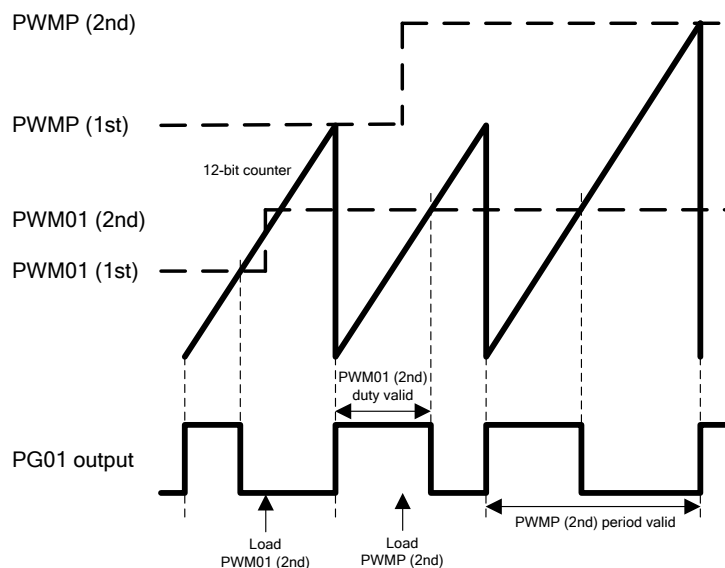 PWMP (2nd)
PWMP (1st)
12-bit counter
PWM01 (2nd)
PWM01 (1st)
PWM01 (2nd)
duty valid
PG01 output
PWMP (2nd) period valid
Load
PWM01 (2nd)
Load
PWMP (2nd)